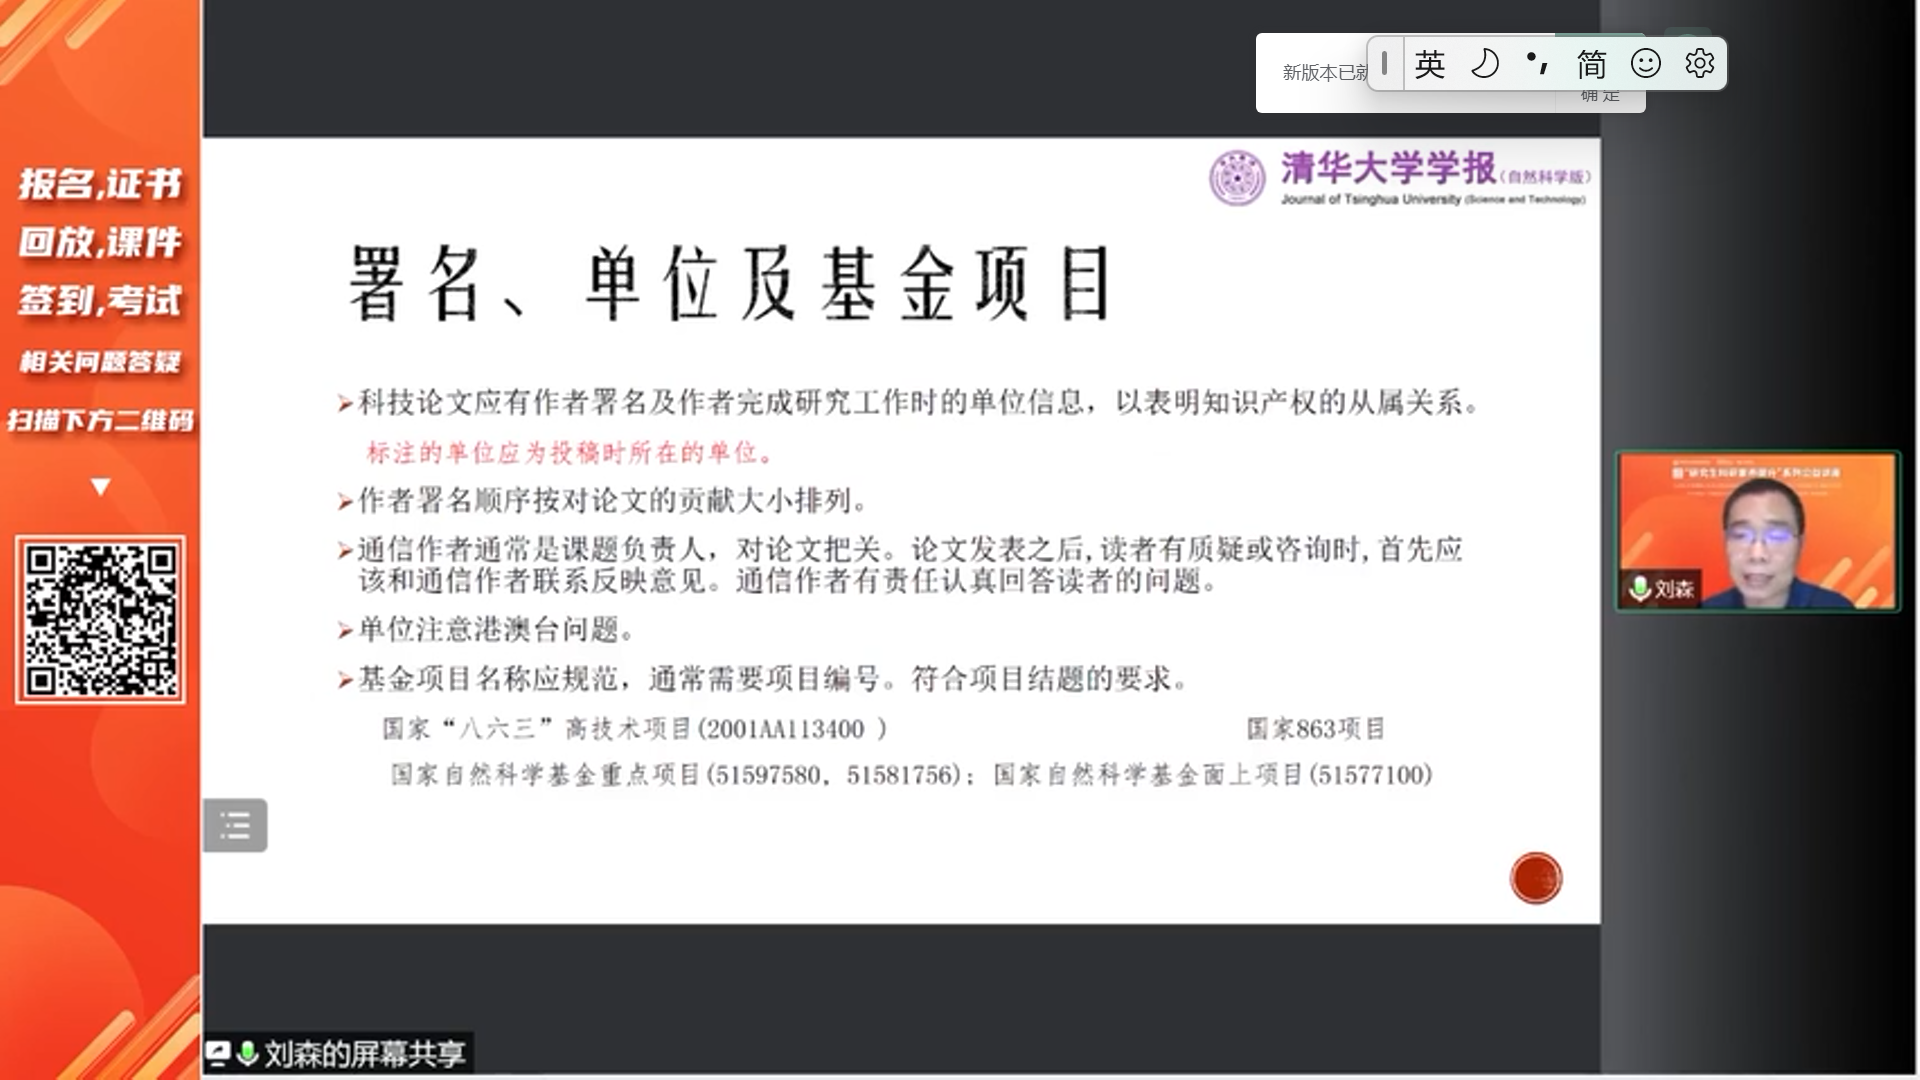 报名,证书
回放,课件
签到,考试
相关问题答疑
扫描下方二维码
新版本已就
英 简
确定
清华大学学报(自然科学版)
Journal of Tsinghua University (Science and Technology)
署名、单位及基金项目
科技论文应有作者署名及作者完成研究工作时的单位信息，以表明知识产权的从属关系。
标注的单位应为投稿时所在的单位。
作者署名顺序按对论文的贡献大小排列。
通信作者通常是课题负责人，对论文把关。论文发表之后,读者有质疑或咨询时,首先应
该和通信作者联系反映意见。通信作者有责任认真回答读者的问题。
单位注意港澳台问题。
基金项目名称应规范，通常需要项目编号。符合项目结题的要求。
国家“八六三”高技术项目(2001AA113400 ) 国家863项目
国家自然科学基金重点项目(51597580，51581756)；国家自然科学基金面上项目(51577100)
刘森
刘森的屏幕共享